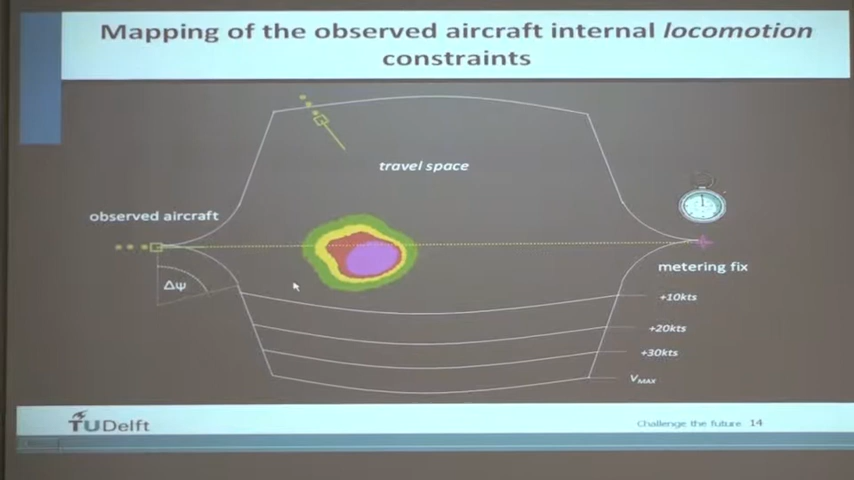 Mapping of the observed aircraft internal locomotion
constraints
travel space
observed aircraft
metering fix
Δψ
+10kts
+20kts
+30kts
VMAX
TUDelft
Challenge the future 14